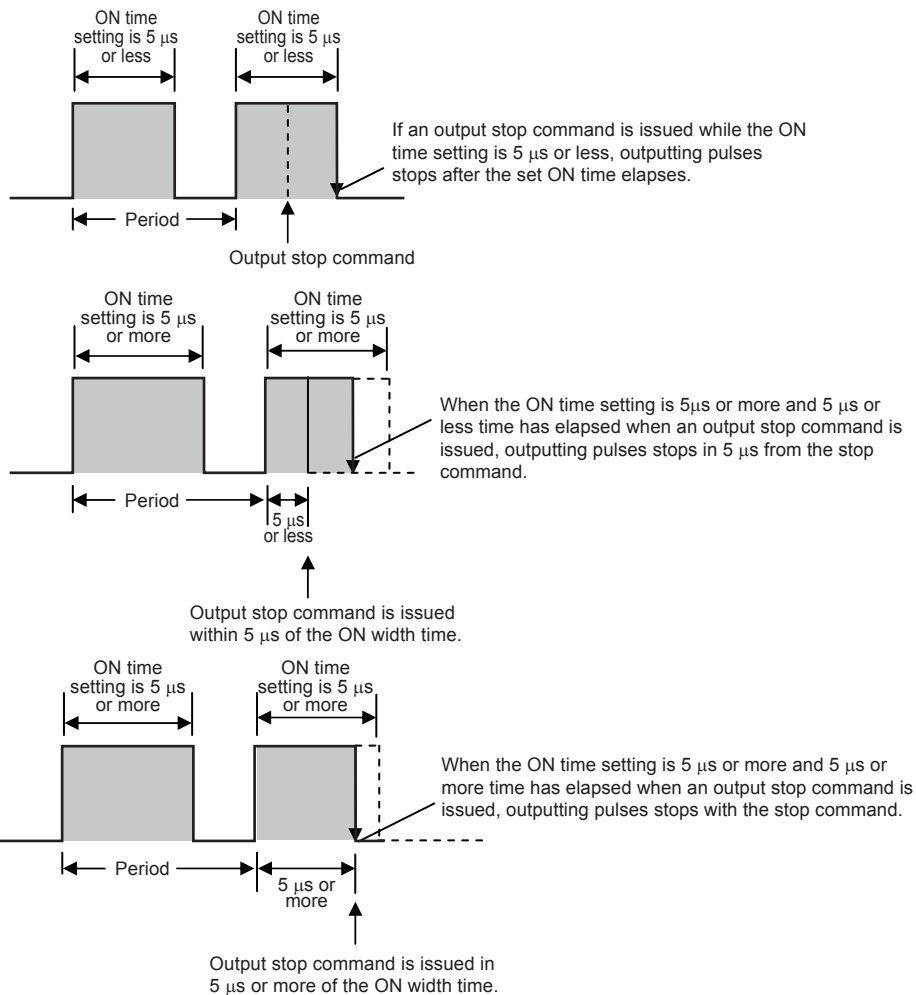 ON time
setting is 5 μs
or less
ON time
setting is 5 μs
or less
If an output stop command is issued while the ON
time setting is 5 μs or less, outputting pulses
stops after the set ON time elapses.
Period
Output stop command
ON time
setting is 5 μs
or more
ON time
setting is 5 μs
or more
When the ON time setting is 5μs or more and 5 μs or
less time has elapsed when an output stop command is
issued, outputting pulses stops in 5 μs from the stop
command.
Period
5 μs
or less
Output stop command is issued
within 5 μs of the ON width time.
ON time
setting is 5 μs
or more
ON time
setting is 5 μs
or more
When the ON time setting is 5 μs or more and 5 μs or
more time has elapsed when an output stop command is
issued, outputting pulses stops with the stop command.
Period
5 μs or
more
Output stop command is issued in
5 μs or more of the ON width time.